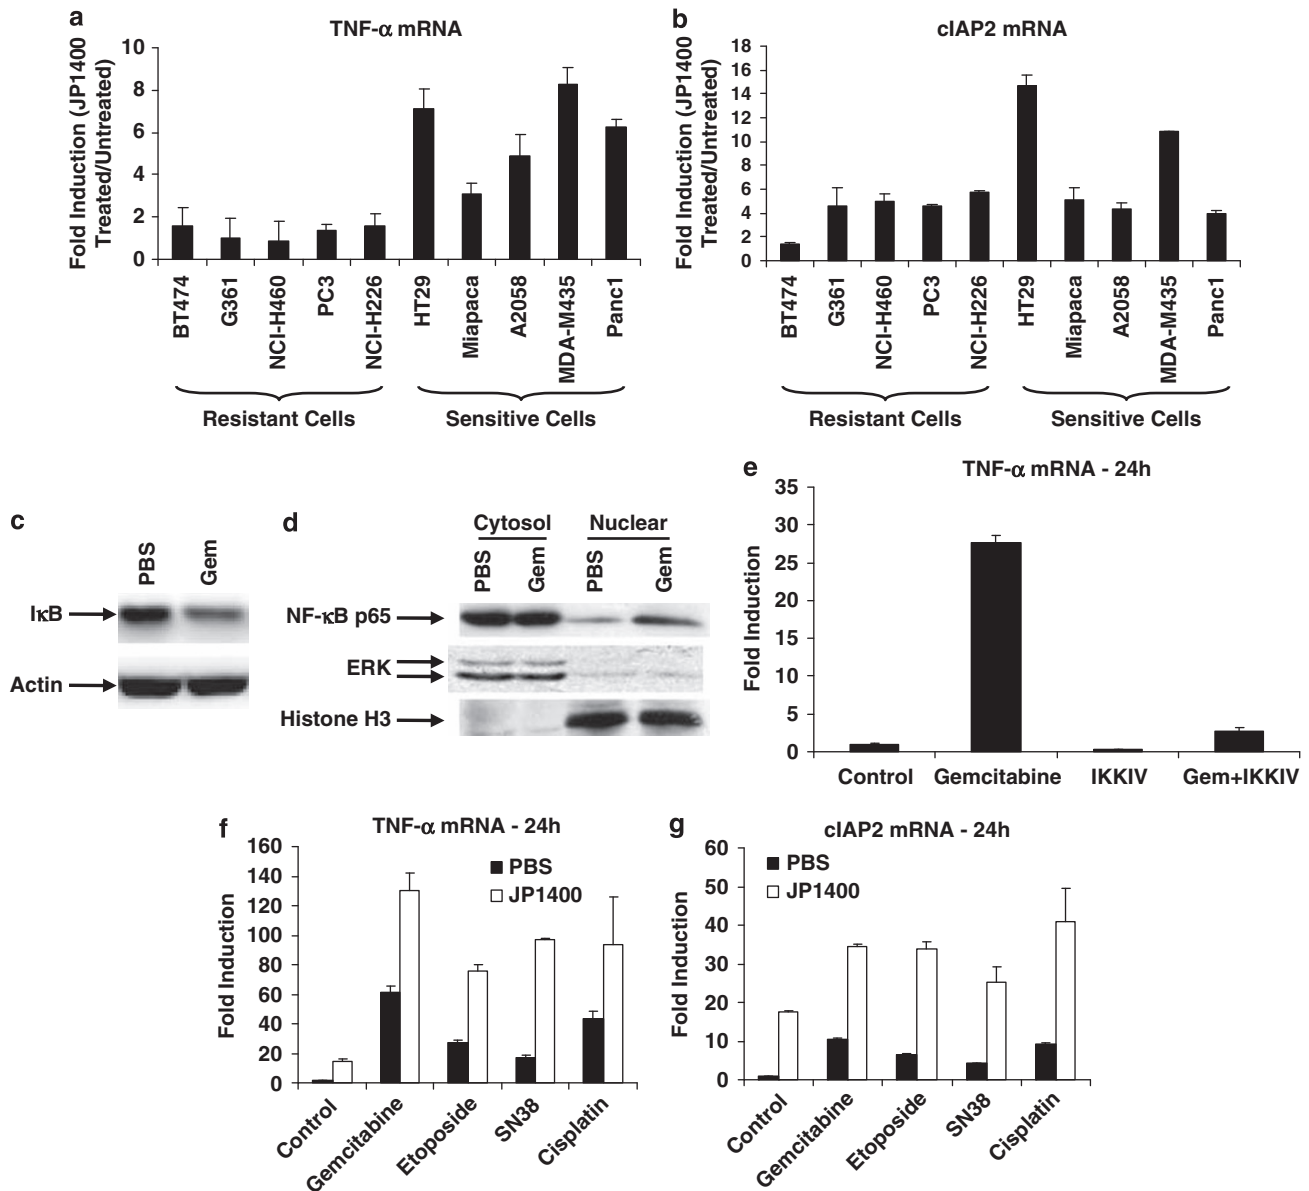 a
TNF-α mRNA
Fold Induction (JP1400
Treated/Untreated)
10
8
6
4
2
0
BT474
G361
NCI-H460
PC3
NCI-H226
HT29
Miapaca
A2058
MDA-M435
Panc1
Resistant Cells
Sensitive Cells
b
cIAP2 mRNA
Fold Induction (JP1400
Treated/Untreated)
18
16
14
12
10
8
6
4
2
0
BT474
G361
NCI-H460
PC3
NCI-H226
HT29
Miapaca
A2058
MDA-M435
Panc1
Resistant Cells
Sensitive Cells
c
PBS
Gem
IκB
Actin
d
Cytosol
Nuclear
PBS
Gem
PBS
Gem
NF-κB p65
ERK
Histone H3
e
TNF-α mRNA - 24h
Fold Induction
35
30
25
20
15
10
5
0
Control
Gemcitabine
IKKIV
Gem+IKKIV
f
TNF-α mRNA - 24h
Fold Induction
160
140
120
100
80
60
40
20
0
PBS
JP1400
Control
Gemcitabine
Etoposide
SN38
Cisplatin
g
cIAP2 mRNA - 24h
Fold Induction
60
50
40
30
20
10
0
PBS
JP1400
Control
Gemcitabine
Etoposide
SN38
Cisplatin